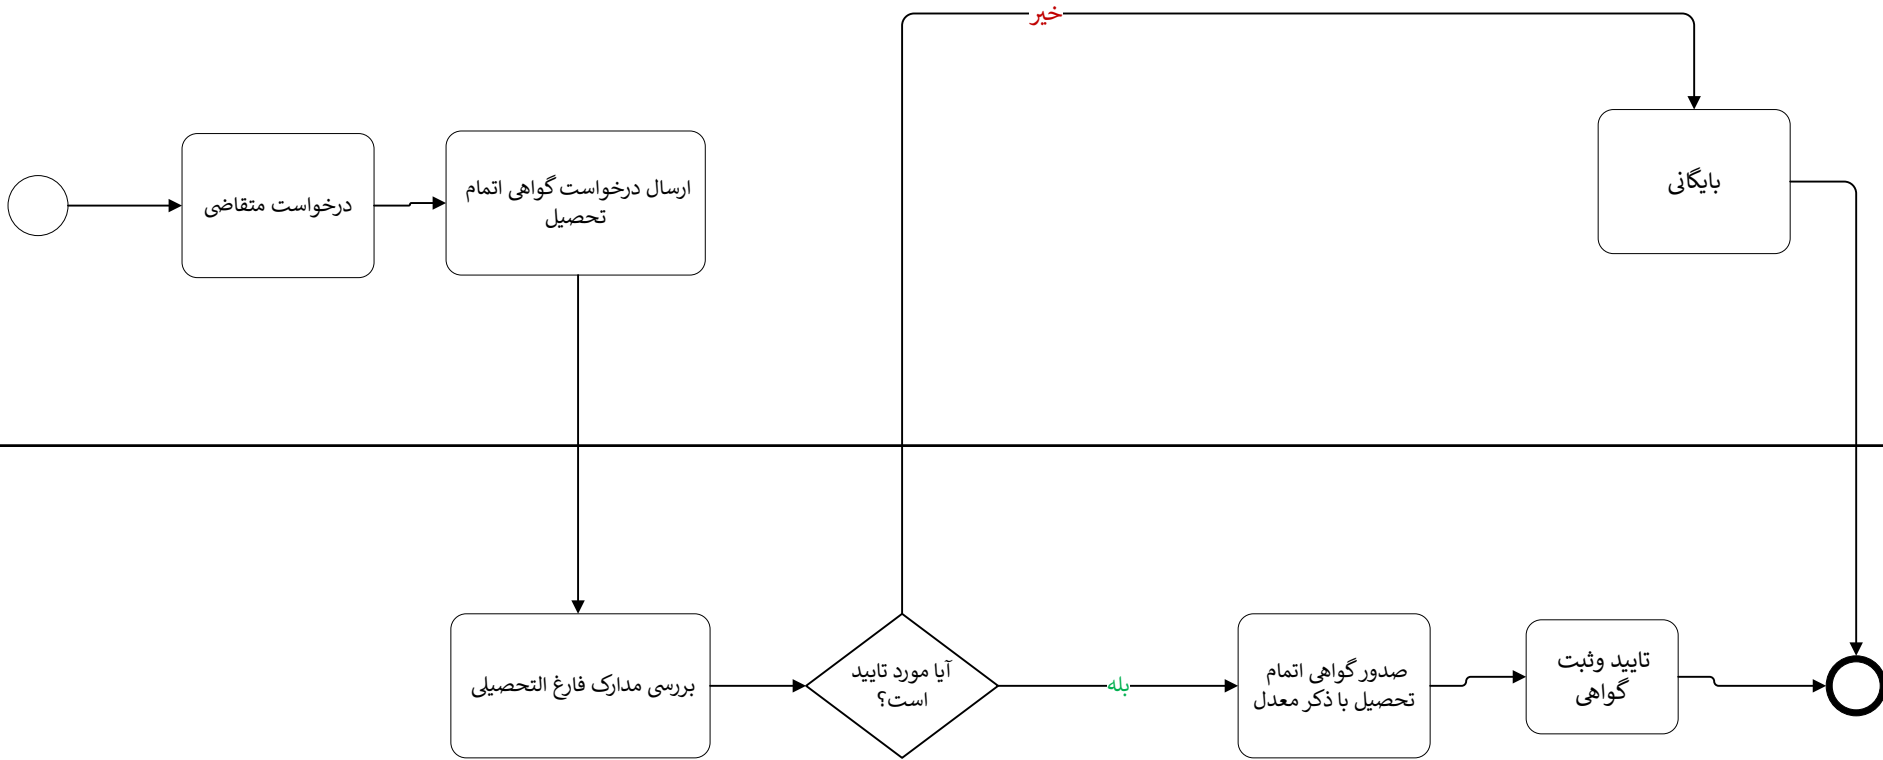 خیر
درخواست متقاضی
ارسال درخواست گواهی اتمام
تحصیل
بایگانی
بررسی مدارک فارغ التحصیلی
آیا مورد تایید
است؟
بله
صدور گواهی اتمام
تحصیل با ذکر معدل
تایید وثبت
گواهی